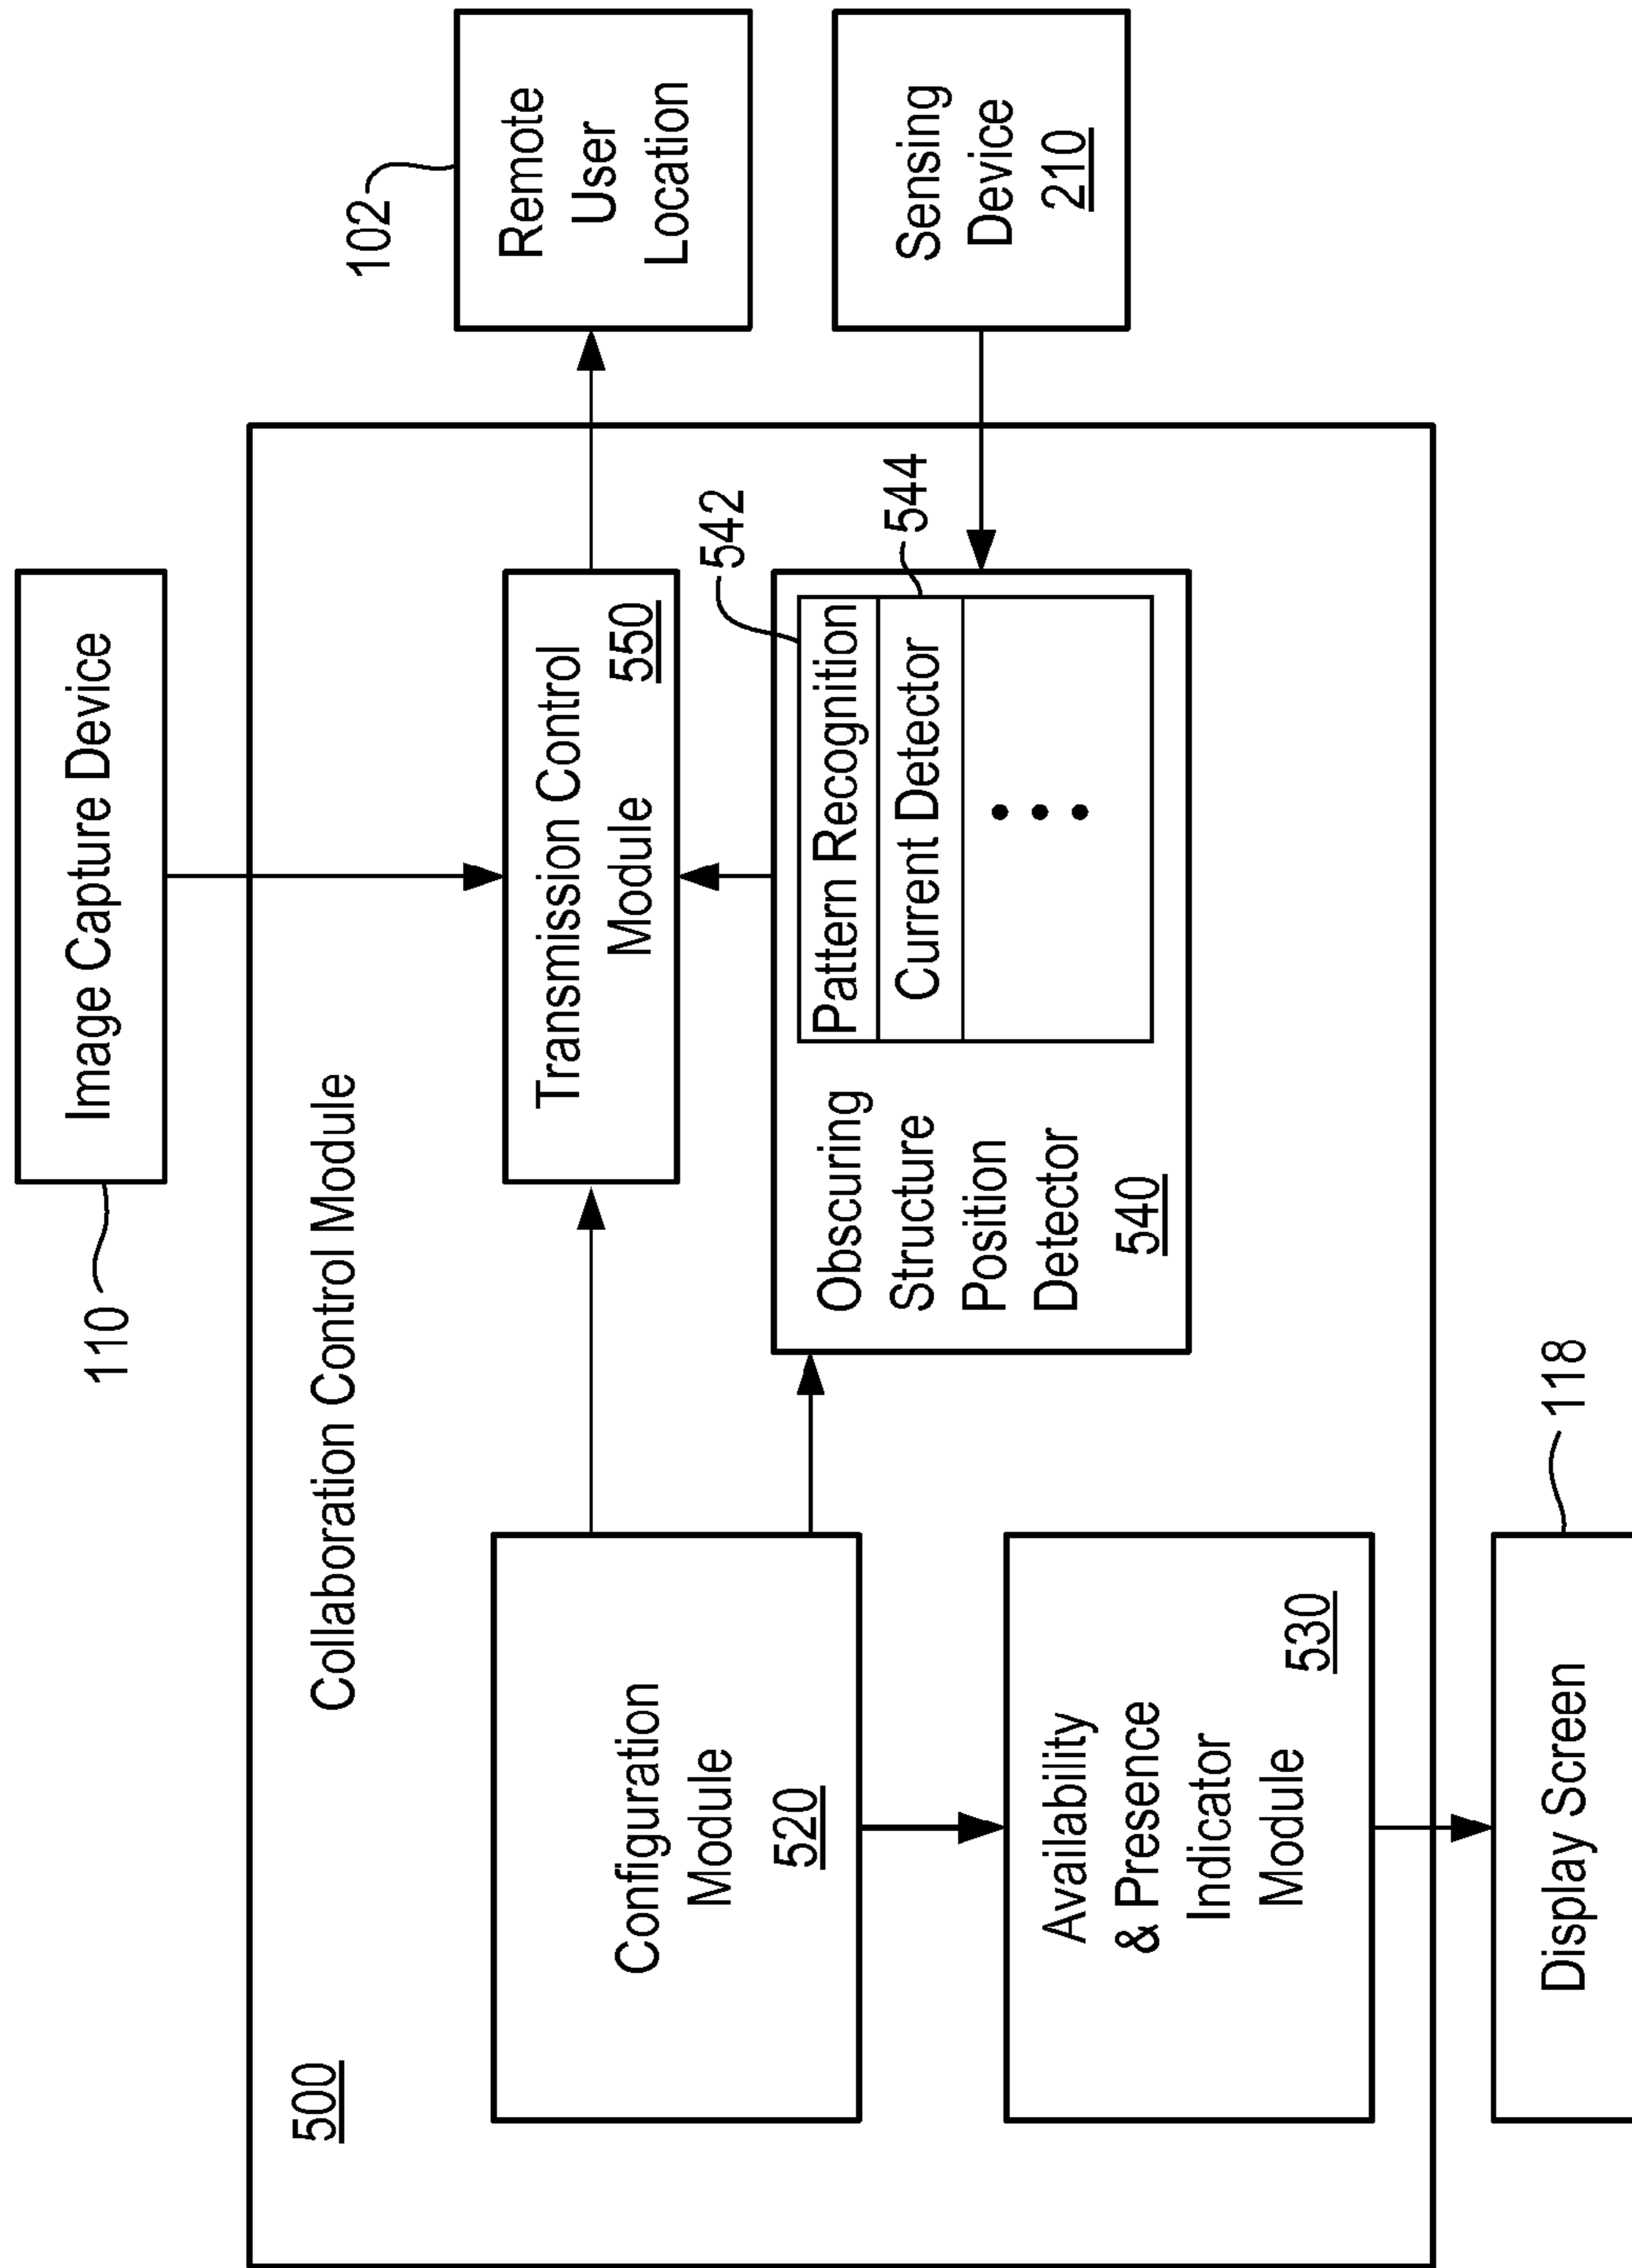 Image Capture Device
110
500
Collaboration Control Module
102
Remote
User
Location
Configuration
Module
520
Transmission Control
Module
550
542
544
Obscuring
Structure
Position
Detector
540
Pattern Recognition
Current Detector
Sensing
Device
210
Availability
& Presence
Indicator
Module
530
Display Screen
118